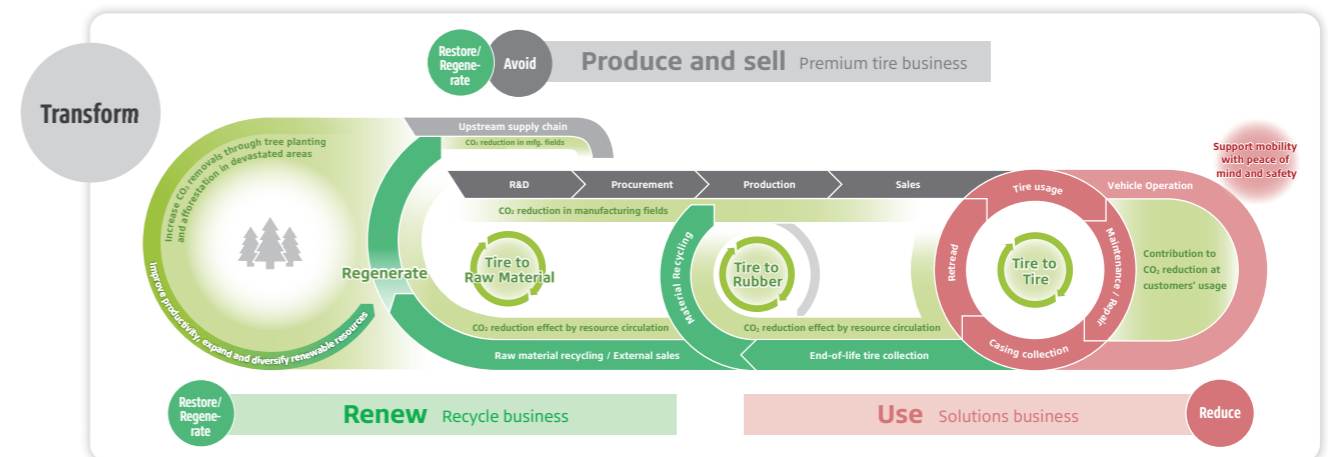 Transform
Restore/
Regene-
rate
Avoid
Produce and sell Premium tire business
Upstream supply chain
CO₂ reduction in mfg. fields
Increase CO₂ removals through tree planting
and afforestation in devastated areas
Improve productivity, expand and diversify renewable resources
R&D
Procurement
Production
Sales
CO₂ reduction in manufacturing fields
Regenerate
Tire to
Raw Material
Material Recycling
Tire to
Rubber
Retread
Tire usage
Maintenance / Repair
Casing collection
Tire to
Tire
Vehicle Operation
Support mobility
with peace of
mind and safety
Contribution to
CO₂ reduction at
customers' usage
CO₂ reduction effect by resource circulation
CO₂ reduction effect by resource circulation
Raw material recycling / External sales
End-of-life tire collection
Restore/
Regene-
rate
Renew Recycle business
Use Solutions business
Reduce